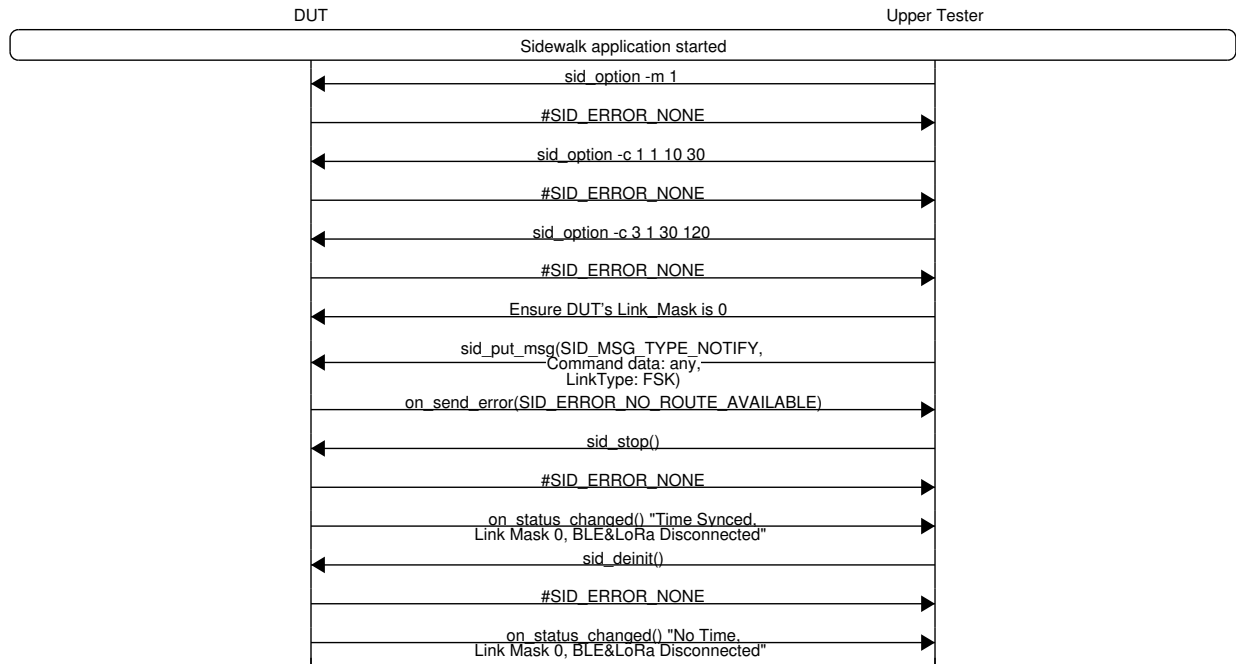 DUT
Upper Tester
Sidewalk application started
sid_option -m 1
#SID_ERROR_NONE
sid_option -c 1 1 10 30
#SID_ERROR_NONE
sid_option -c 3 1 30 120
#SID_ERROR_NONE
Ensure DUT's Link_Mask is 0
sid_put_msg(SID_MSG_TYPE_NOTIFY,
Command data: any,
LinkType: FSK)
on_send_error(SID_ERROR_NO_ROUTE_AVAILABLE)
sid_stop()
#SID_ERROR_NONE
on_status_changed() "Time Synced,
Link Mask 0, BLE&LoRa Disconnected"
sid_deinit()
#SID_ERROR_NONE
on_status_changed() "No Time,
Link Mask 0, BLE&LoRa Disconnected"